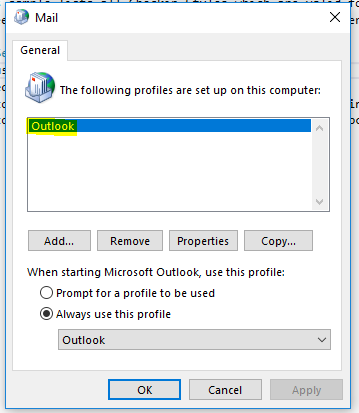 Mail
General
The following profiles are set up on this computer:
Outlook
Add... Remove Properties Copy...
When starting Microsoft Outlook, use this profile:
Prompt for a profile to be used
Always use this profile
Outlook
OK Cancel Apply